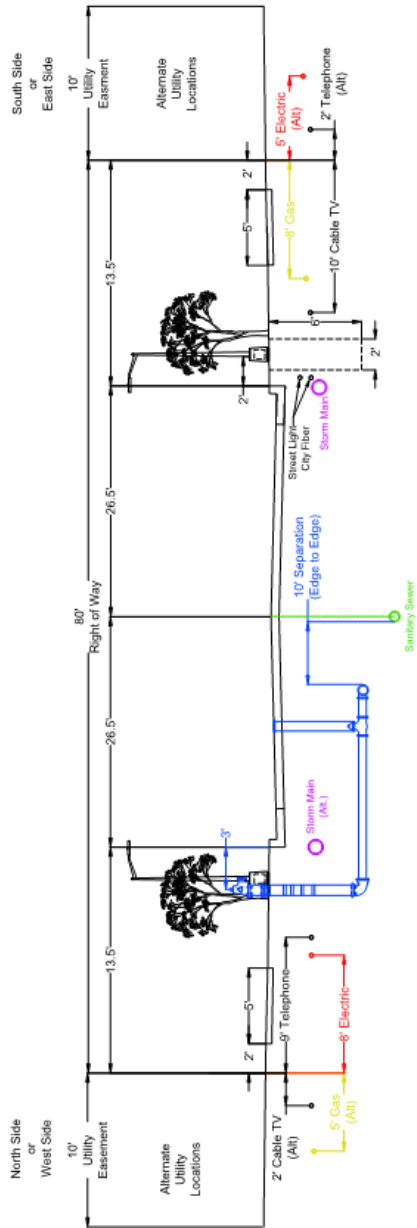 North Side
or
West Side
South Side
or
East Side
10'
Utility
Easement
80'
Right of Way
10'
Utility
Easment
13.5'
26.5'
26.5'
13.5'
Alternate
Utility
Locations
Alternate
Utility
Locations
3'
2'
2'
5'
5'
2'
2' Cable TV
(Alt)
9' Telephone
5' Gas
(Alt)
8' Electric
Storm Main
(Alt.)
10' Separation
(Edge to Edge)
Sanitary Sewer
Street Light
City Fiber
Storm Main
6'
2'
8' Gas
10' Cable TV
5' Electric
(Alt)
2' Telephone
(Alt)